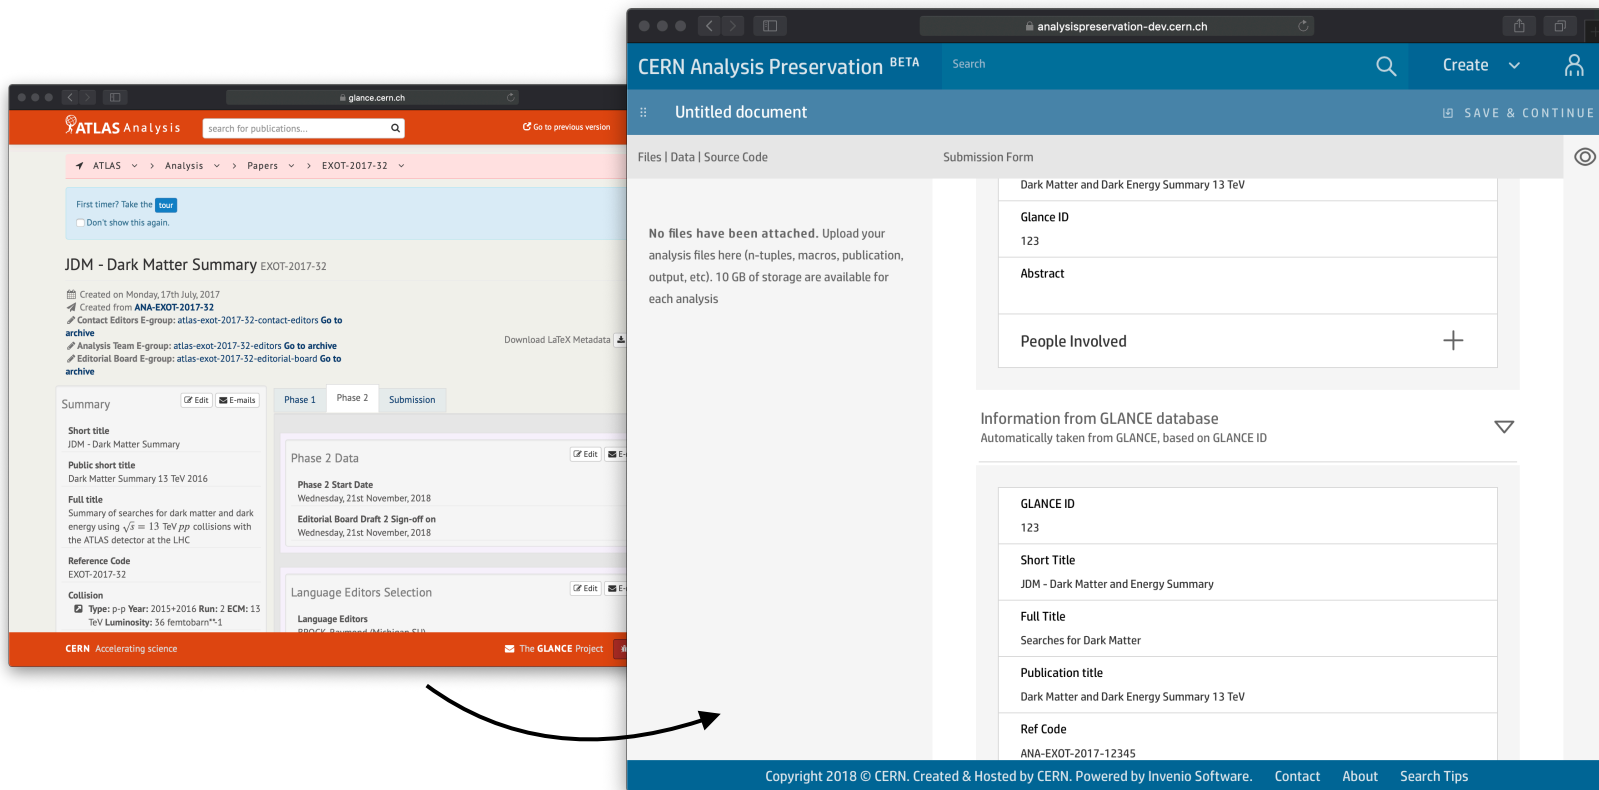 glance.cern.ch
ATLAS Analysis
search for publications...
Go to previous version
ATLAS > Analysis > Papers > EXOT-2017-32
First timer? Take the tour
Don't show this again.
JDM - Dark Matter Summary EXOT-2017-32
Created on Monday, 17th July, 2017
Created from ANA-EXOT-2017-32
Contact Editors E-group: atlas-exot-2017-32-contact-editors Go to
archive
Analysis Team E-group: atlas-exot-2017-32-editors Go to archive
Editorial Board E-group: atlas-exot-2017-32-editorial-board Go to
archive
Download LaTeX Metadata
Summary
Edit
E-mails
Short title
JDM - Dark Matter Summary
Public short title
Dark Matter Summary 13 TeV 2016
Full title
Summary of searches for dark matter and dark
energy using √s = 13 TeV pp collisions with
the ATLAS detector at the LHC
Reference Code
EXOT-2017-32
Collision
Type: p-p Year: 2015+2016 Run: 2 ECM: 13
TeV Luminosity: 36 femtobarn**-1
Phase 1
Phase 2
Submission
Phase 2 Data
Edit
E-
Phase 2 Start Date
Wednesday, 21st November, 2018
Editorial Board Draft 2 Sign-off on
Wednesday, 21st November, 2018
Language Editors Selection
Edit
E-
Language Editors
BROCK, Raymond (Michigan SU)
CERN Accelerating science
The GLANCE Project
analysispreservation-dev.cern.ch
CERN Analysis Preservation BETA
Search
Create
Untitled document
SAVE & CONTINUE
Files | Data | Source Code
Submission Form
No files have been attached. Upload your
analysis files here (n-tuples, macros, publication,
output, etc). 10 GB of storage are available for
each analysis
Dark Matter and Dark Energy Summary 13 TeV
Glance ID
123
Abstract
People Involved
Information from GLANCE database
Automatically taken from GLANCE, based on GLANCE ID
GLANCE ID
123
Short Title
JDM - Dark Matter and Energy Summary
Full Title
Searches for Dark Matter
Publication title
Dark Matter and Dark Energy Summary 13 TeV
Ref Code
ANA-EXOT-2017-12345
Copyright 2018 © CERN. Created & Hosted by CERN. Powered by Invenio Software. Contact About Search Tips